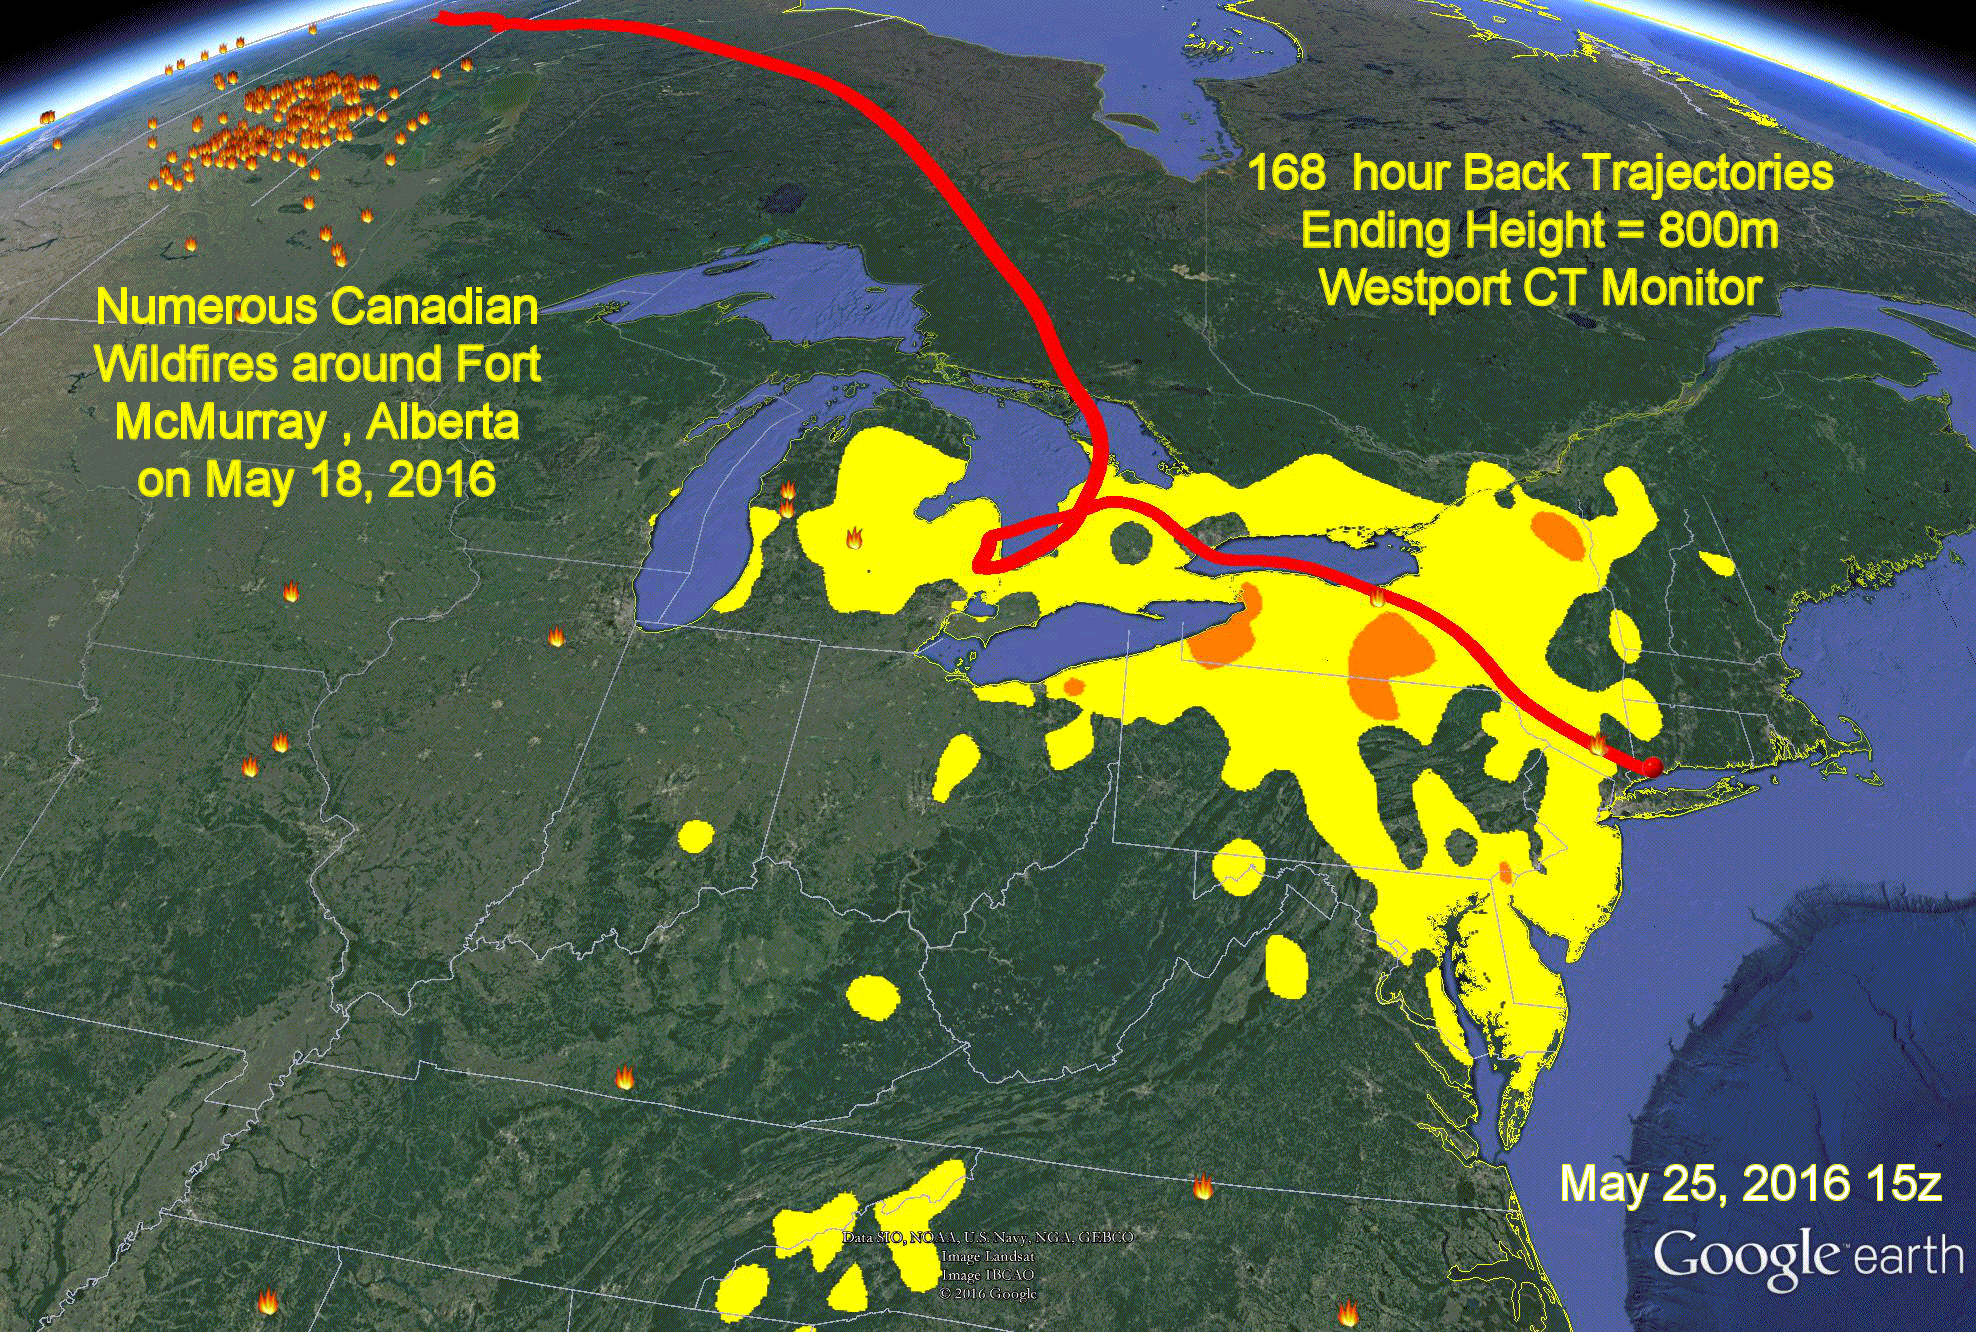 168 hour Back Trajectories
Ending Height = 800m
Westport CT Monitor
Numerous Canadian
Wildfires around Fort
McMurray , Alberta
on May 18, 2016
May 25, 2016 15z
Data SIO, NOAA, U.S. Navy, NGA, GEBCO
Image Landsat
Image IBCAO
© 2016 Google
Google™ earth